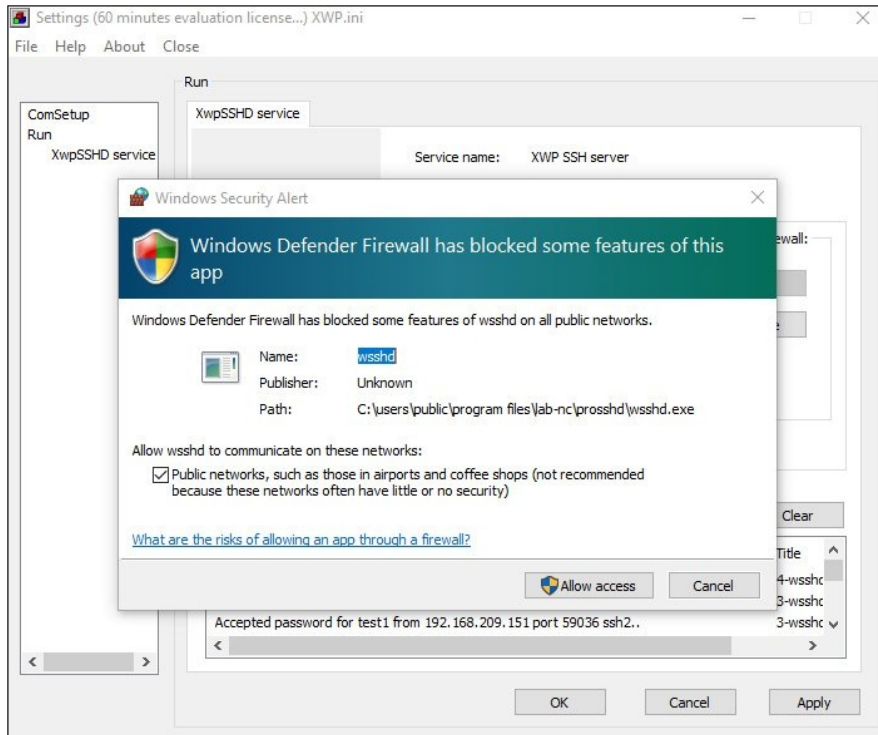 Settings (60 minutes evaluation license...) XWP.ini
File Help About Close
Run
ComSetup
Run
XwpSSHD service
XwpSSHD service
Service name: XWP SSH server
Windows Security Alert
Windows Defender Firewall has blocked some features of this
app
Windows Defender Firewall has blocked some features of wsshd on all public networks.
Name: wsshd
Publisher: Unknown
Path: C:\users\public\program files\lab-nc\prosshd\wsshd.exe
Allow wsshd to communicate on these networks:
Public networks, such as those in airports and coffee shops (not recommended
because these networks often have little or no security)
What are the risks of allowing an app through a firewall?
Allow access Cancel
Clear
Title
4-wsshc
3-wsshc
Accepted password for test1 from 192.168.209.151 port 59036 ssh2.. 3-wsshc
OK Cancel Apply